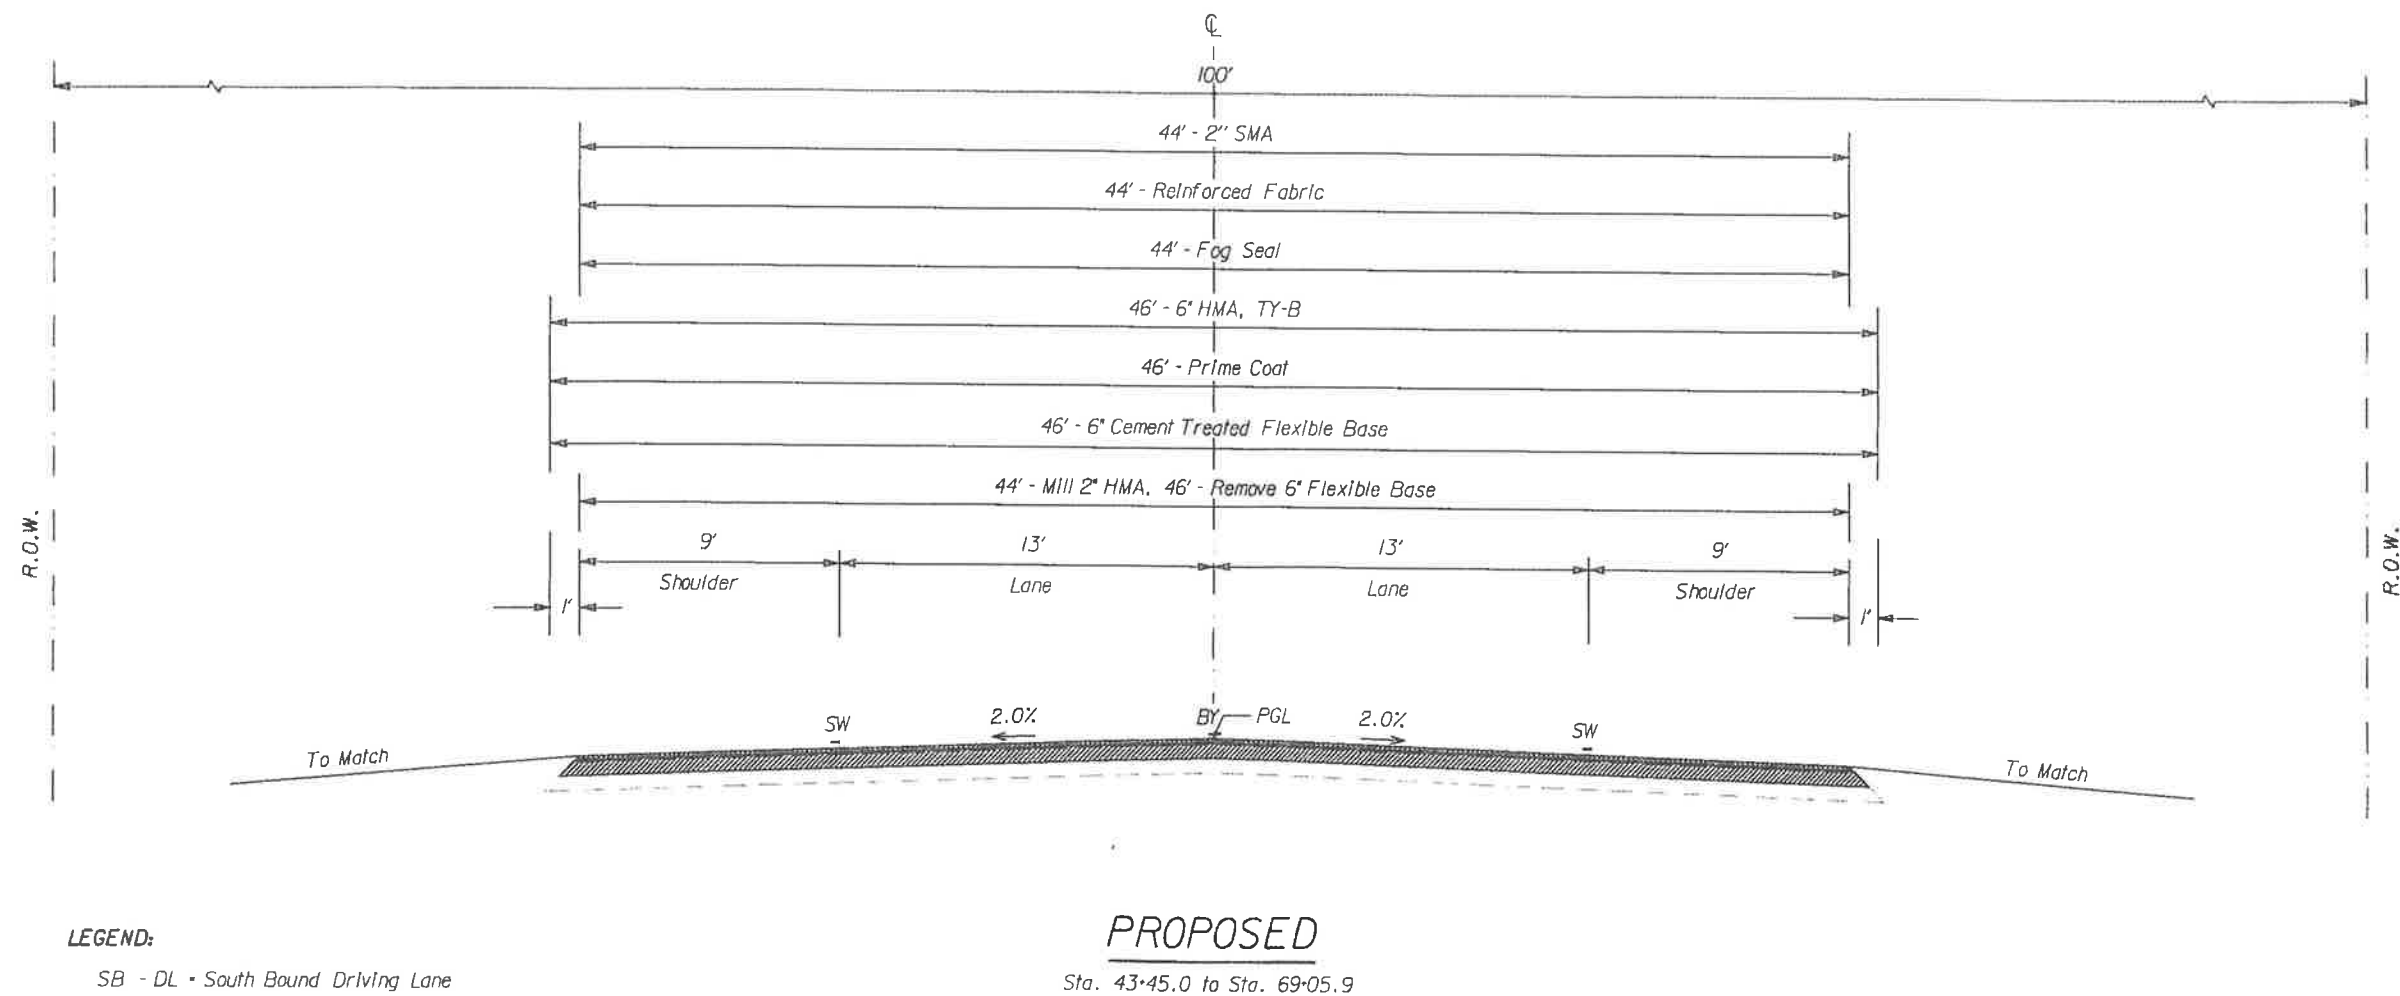 ℄
100'
44' - 2" SMA
44' - Reinforced Fabric
44' - Fog Seal
46' - 6" HMA, TY-B
46' - Prime Coat
46' - 6" Cement Treated Flexible Base
44' - Mill 2" HMA, 46' - Remove 6" Flexible Base
R.O.W.
R.O.W.
9' 13' 13' 9'
Shoulder Lane Lane Shoulder
1' 1'
SW 2.0% BY PGL 2.0% SW
To Match To Match
PROPOSED
Sta. 43+45.0 to Sta. 69+05.9
LEGEND:
SB - DL - South Bound Driving Lane